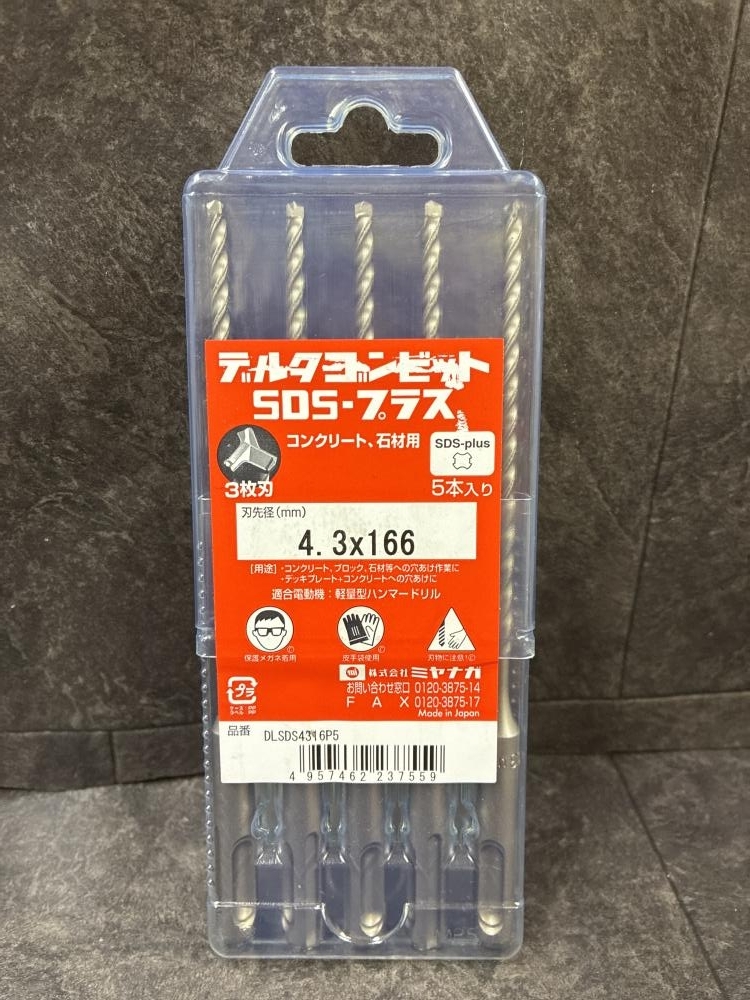 デルタゴンビット
SDS-プラス
コンクリート、石材用
SDS-plus
3枚刃
5本入り
刃先径(mm)
4.3x166
[用途]・コンクリート、ブロック、石材等への穴あけ作業に
・デッキプレート+コンクリートへの穴あけに
適合電動機:軽量型ハンマードリル
保護メガネ着用
皮手袋使用
刃物に注意!
株式会社ミヤナガ
お問い合わせ窓口 0120-3875-14
FAX 0120-3875-17
Made in Japan
プラ
ケース
ラベル
品番 DLSDS4316P5
4 957462 237559